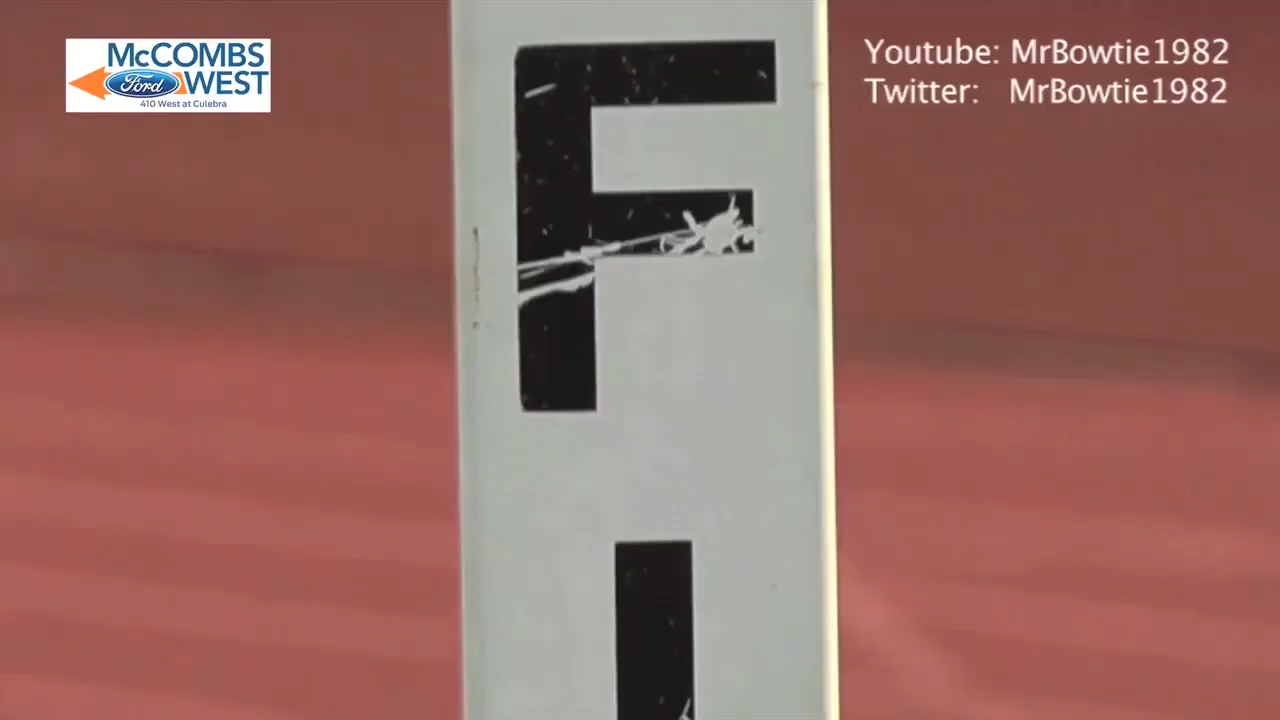 McCOMBS
Ford WEST
410 West at Culebra
Youtube: MrBowtie1982
Twitter: MrBowtie1982
F
I